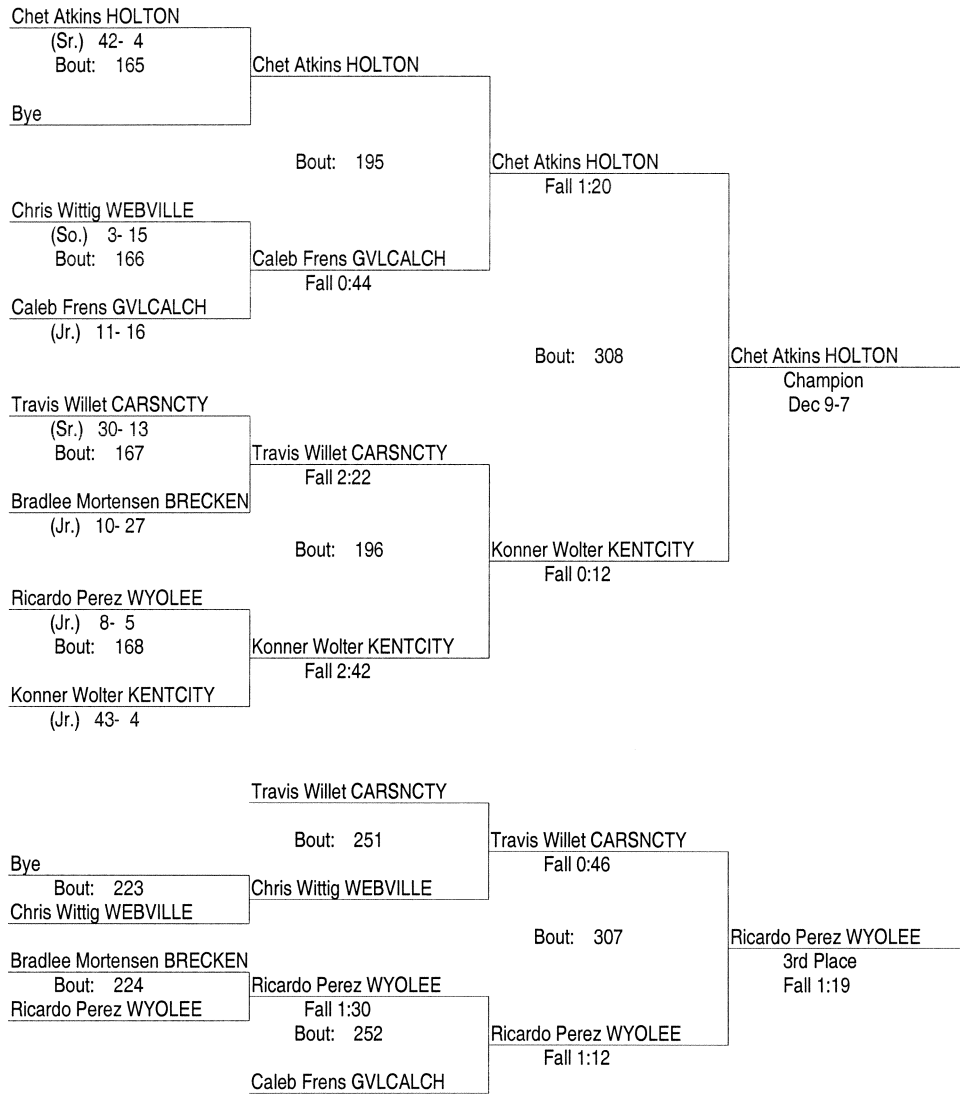 Chet Atkins HOLTON
(Sr.) 42- 4
Bout: 165
Chet Atkins HOLTON
Bye
Bout: 195
Chet Atkins HOLTON
Fall 1:20
Chris Wittig WEBVILLE
(So.) 3- 15
Bout: 166
Caleb Frens GVLCALCH
Fall 0:44
Caleb Frens GVLCALCH
(Jr.) 11- 16
Bout: 308
Chet Atkins HOLTON
Champion
Dec 9-7
Travis Willet CARSNCTY
(Sr.) 30- 13
Bout: 167
Travis Willet CARSNCTY
Fall 2:22
Bradlee Mortensen BRECKEN
(Jr.) 10- 27
Bout: 196
Konner Wolter KENTCITY
Fall 0:12
Ricardo Perez WYOLEE
(Jr.) 8- 5
Bout: 168
Konner Wolter KENTCITY
Fall 2:42
Konner Wolter KENTCITY
(Jr.) 43- 4
Travis Willet CARSNCTY
Bout: 251
Travis Willet CARSNCTY
Fall 0:46
Bye
Bout: 223
Chris Wittig WEBVILLE
Chris Wittig WEBVILLE
Bout: 307
Ricardo Perez WYOLEE
3rd Place
Fall 1:19
Bradlee Mortensen BRECKEN
Bout: 224
Ricardo Perez WYOLEE
Ricardo Perez WYOLEE
Fall 1:30
Bout: 252
Ricardo Perez WYOLEE
Fall 1:12
Caleb Frens GVLCALCH